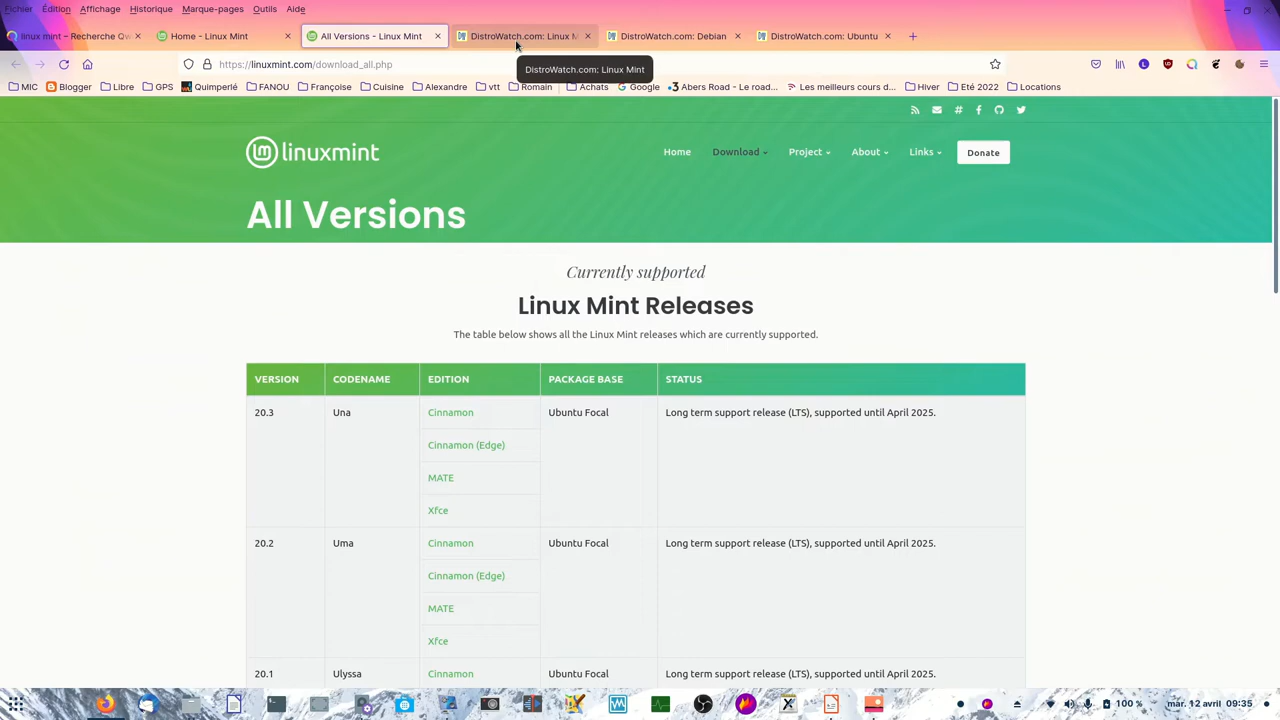 Fichier Édition Affichage Historique Marque-pages Outils Aide
linux mint – Recherche Qw Home - Linux Mint All Versions - Linux Mint DistroWatch.com: Linux M DistroWatch.com: Debian DistroWatch.com: Ubuntu
https://linuxmint.com/download_all.php
DistroWatch.com: Linux Mint
MIC Blogger Libre GPS Quimperlé FANOU Françoise Cuisine Alexandre vtt Romain Achats Google Abers Road - Le road... Les meilleurs cours d... Hiver Eté 2022 Locations
linuxmint
Home Download Project About Links Donate
All Versions
Currently supported
Linux Mint Releases
The table below shows all the Linux Mint releases which are currently supported.
VERSION CODENAME EDITION PACKAGE BASE STATUS
20.3 Una Cinnamon Ubuntu Focal Long term support release (LTS), supported until April 2025.
Cinnamon (Edge)
MATE
Xfce
20.2 Uma Cinnamon Ubuntu Focal Long term support release (LTS), supported until April 2025.
Cinnamon (Edge)
MATE
Xfce
20.1 Ulyssa Cinnamon Ubuntu Focal Long term support release (LTS), supported until April 2025.
100 % mar. 12 avril 09:35